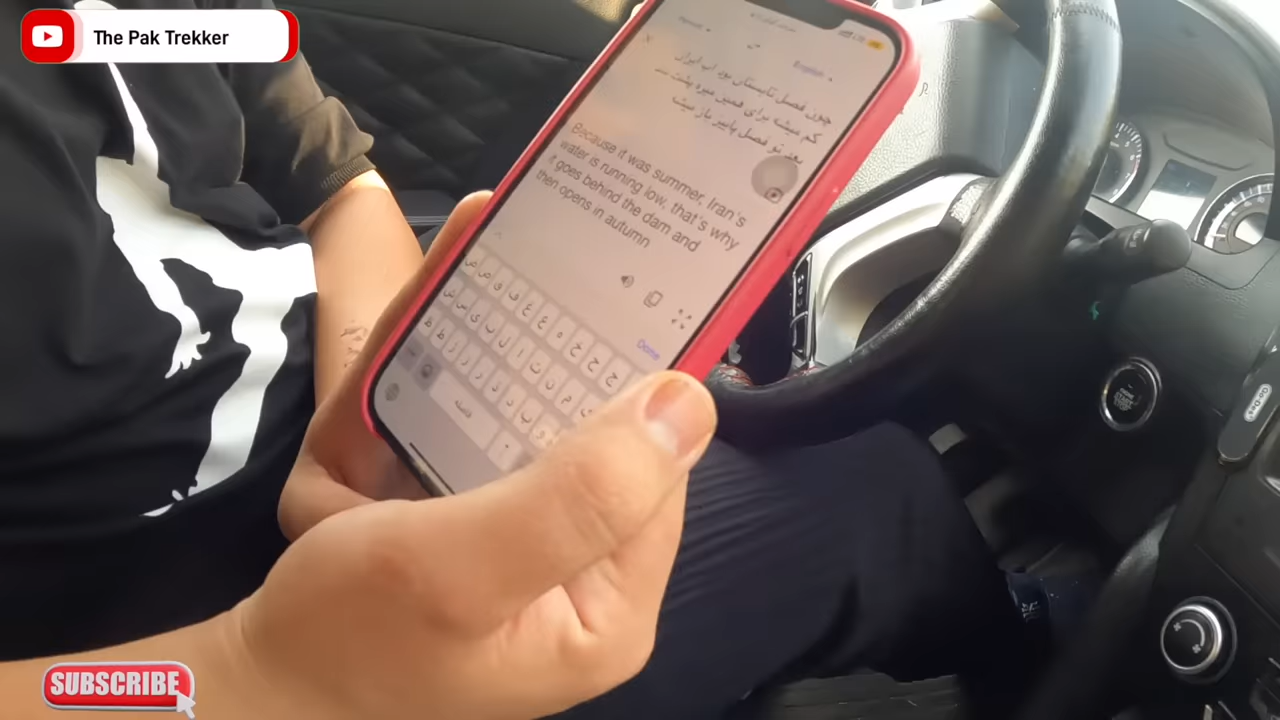 The Pak Trekker
English
چون فصل تابستان بود اب ایران
کم میشه برای همین میره پشت سد
بعد تو فصل پاییز باز میشه
Because it was summer, Iran's
water is running low, that's why
it goes behind the dam and
then opens in autumn
Done
ض ص ق ف غ ع ه خ ح ج
ش س ی ب ل ا ت ن م
ظ ط ژ ز ر ذ د پ و
فاصله
SUBSCRIBE